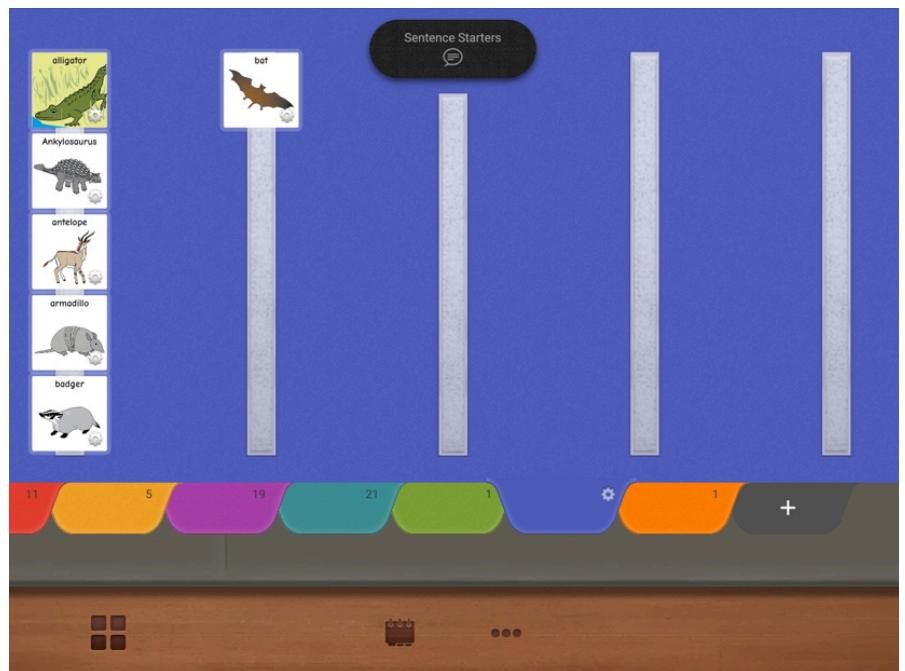 Sentence Starters
alligator
bat
Ankylosaurus
antelope
armadillo
badger
11
5
19
21
1
1
+